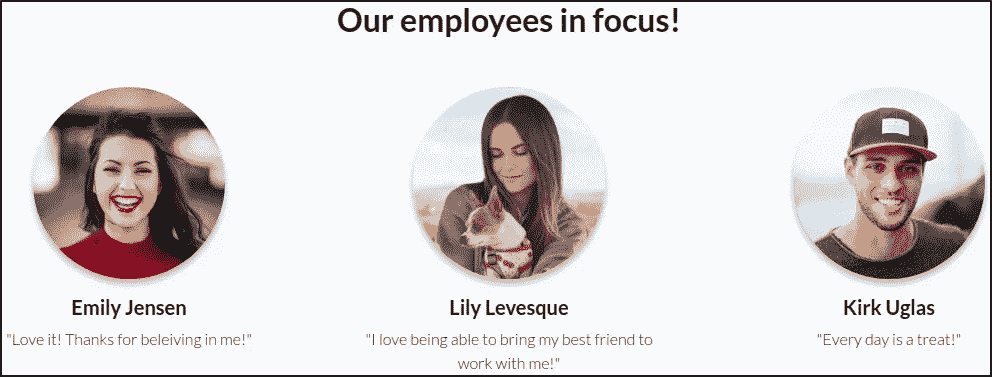 Our employees in focus!
Emily Jensen
Lily Levesque
Kirk Uglas
"Love it! Thanks for beleiving in me!"
"I love being able to bring my best friend to
work with me!"
"Every day is a treat!"